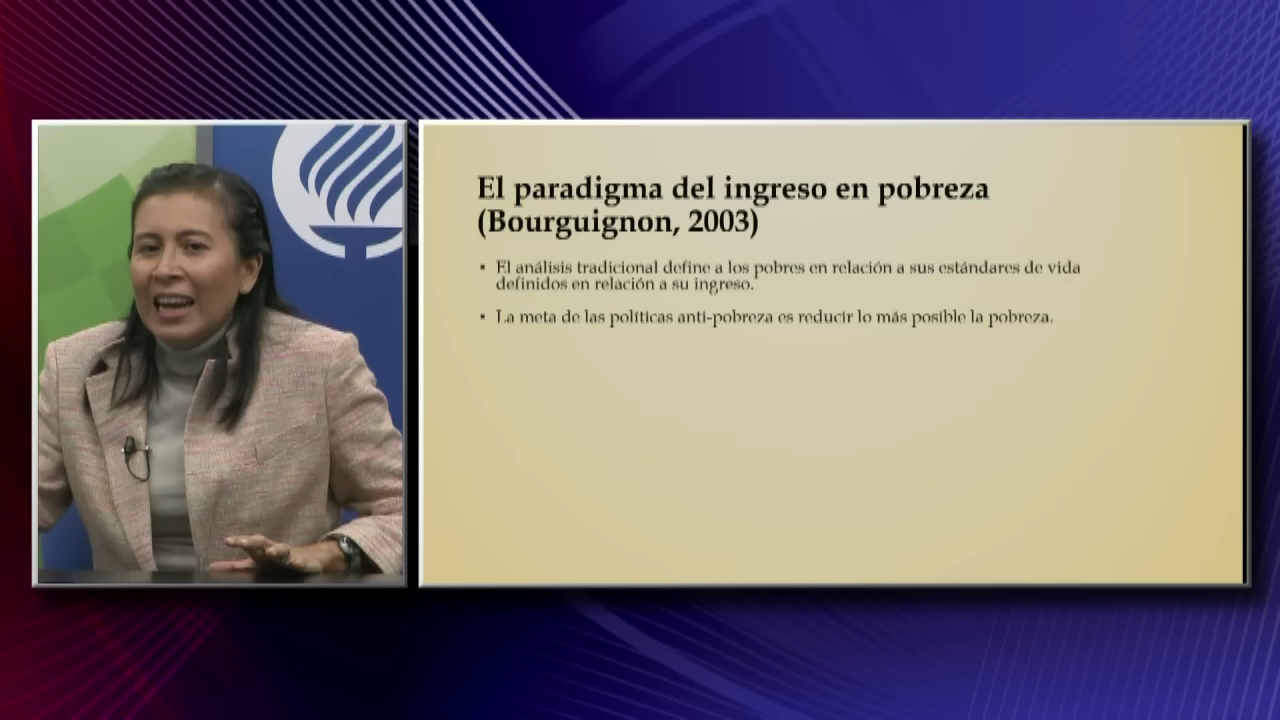 El paradigma del ingreso en pobreza
(Bourguignon, 2003)
• El análisis tradicional define a los pobres en relación a sus estándares de vida
definidos en relación a su ingreso.
• La meta de las políticas anti-pobreza es reducir lo más posible la pobreza.